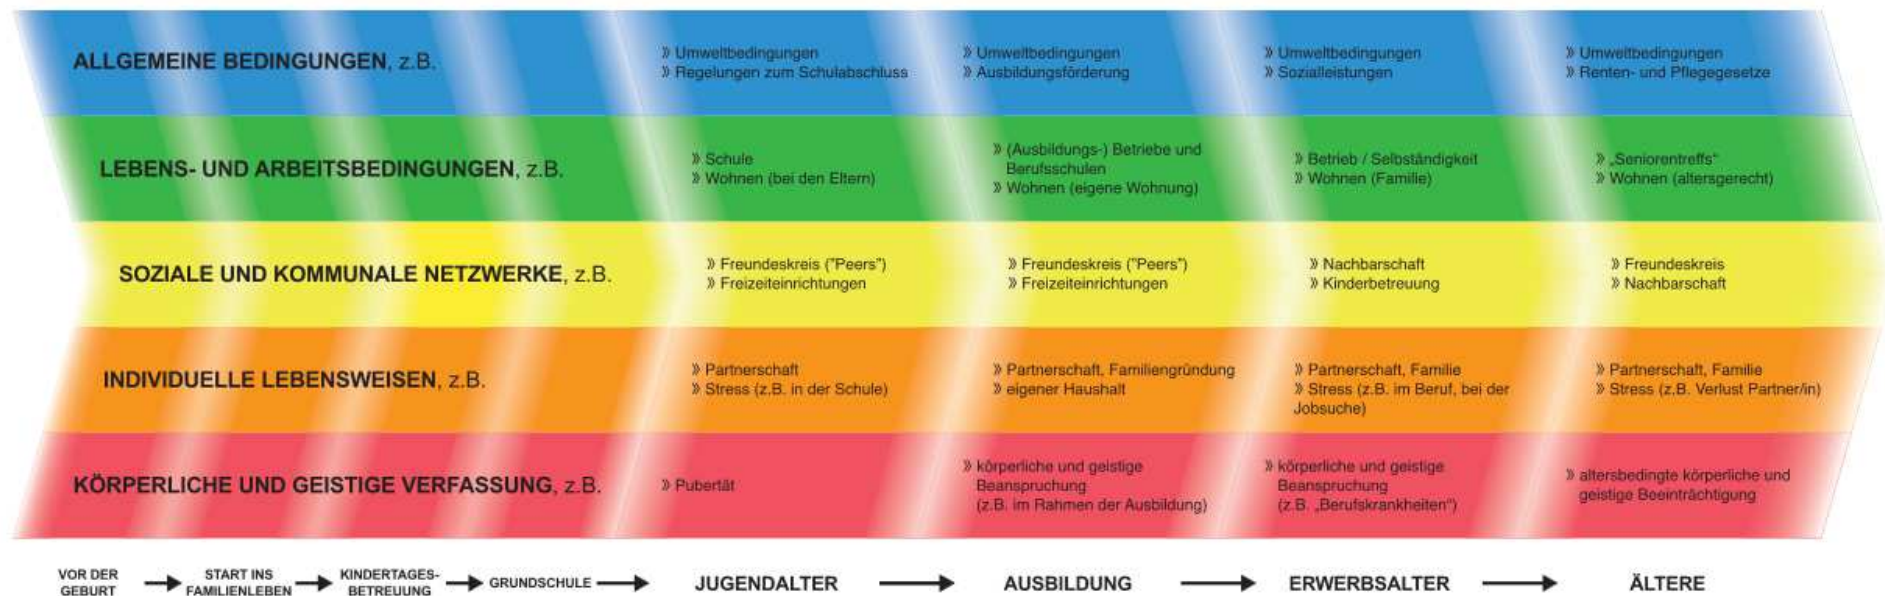 ALLGEMEINE BEDINGUNGEN, z.B.
» Umweltbedingungen
» Regelungen zum Schulabschluss
» Umweltbedingungen
» Ausbildungsförderung
» Umweltbedingungen
» Sozialleistungen
» Umweltbedingungen
» Renten- und Pflegegesetze
LEBENS- UND ARBEITSBEDINGUNGEN, z.B.
» Schule
» Wohnen (bei den Eltern)
» (Ausbildungs-) Betriebe und
Berufsschulen
» Wohnen (eigene Wohnung)
» Betrieb / Selbständigkeit
» Wohnen (Familie)
» „Seniorentreffs“
» Wohnen (altersgerecht)
SOZIALE UND KOMMUNALE NETZWERKE, z.B.
» Freundeskreis ("Peers")
» Freizeiteinrichtungen
» Freundeskreis ("Peers")
» Freizeiteinrichtungen
» Nachbarschaft
» Kinderbetreuung
» Freundeskreis
» Nachbarschaft
INDIVIDUELLE LEBENSWEISEN, z.B.
» Partnerschaft
» Stress (z.B. in der Schule)
» Partnerschaft, Familiengründung
» eigener Haushalt
» Partnerschaft, Familie
» Stress (z.B. im Beruf, bei der
Jobsuche)
» Partnerschaft, Familie
» Stress (z.B. Verlust Partner/in)
KÖRPERLICHE UND GEISTIGE VERFASSUNG, z.B.
» Pubertät
» körperliche und geistige
Beanspruchung
(z.B. im Rahmen der Ausbildung)
» körperliche und geistige
Beanspruchung
(z.B. „Berufskrankheiten“)
» altersbedingte körperliche und
geistige Beeinträchtigung
VOR DER
GEBURT
START INS
FAMILIENLEBEN
KINDERTAGES-
BETREUUNG
GRUNDSCHULE
JUGENDALTER
AUSBILDUNG
ERWERBSALTER
ÄLTERE